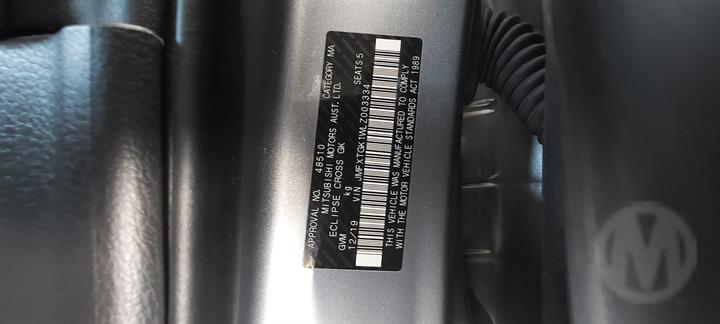 APPROVAL NO. 48510 CATEGORY MA
MITSUBISHI MOTORS AUST. LTD.
ECLIPSE CROSS GK
GVM kg SEATS 5
12/19 VIN JMFXTGK1WLZ003334
THIS VEHICLE WAS MANUFACTURED TO COMPLY
WITH THE MOTOR VEHICLE STANDARDS ACT 1989
M